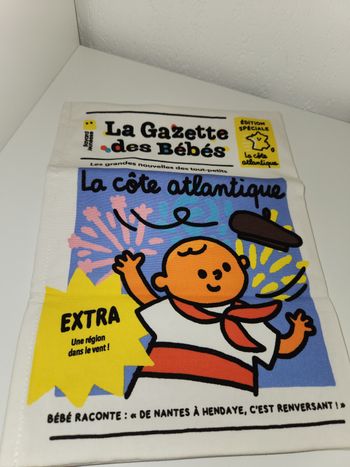 La Gazette
des Bébés
Les grandes nouvelles des tout-petits
ÉDITION
SPÉCIALE
la côte
atlantique
La côte atlantique
EXTRA
Une région
dans le vent !
BÉBÉ RACONTE : « DE NANTES À HENDAYE, C'EST RENVERSANT ! »